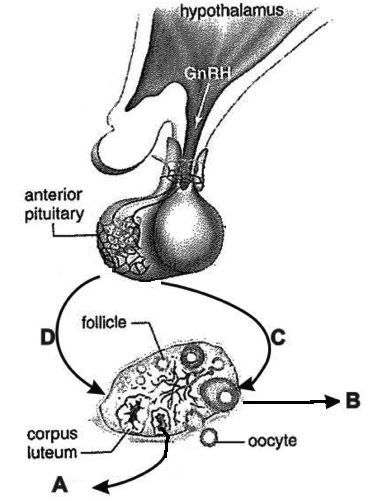 hypothalamus
GnRH
anterior
pituitary
D
follicle
C
B
corpus
luteum
oocyte
A